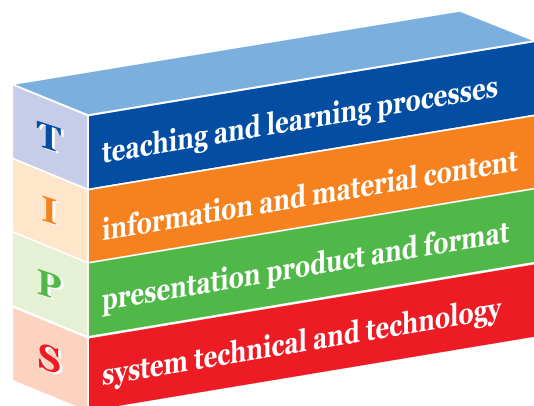 T teaching and learning processes
I information and material content
P presentation product and format
S system technical and technology